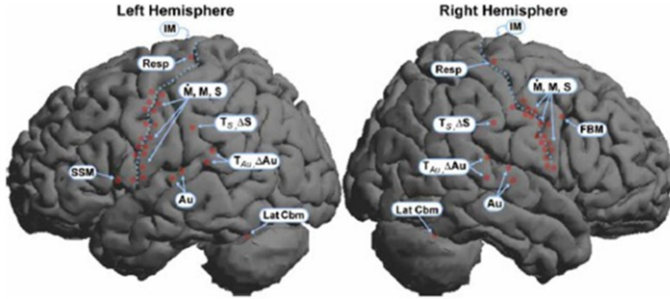 Left Hemisphere
IM
Resp
Ṁ, M, S
T_S, ΔS
T_Au, ΔAu
SSM
Au
Lat Cbm
Right Hemisphere
IM
Resp
Ṁ, M, S
T_S, ΔS
FBM
T_Au, ΔAu
Au
Lat Cbm